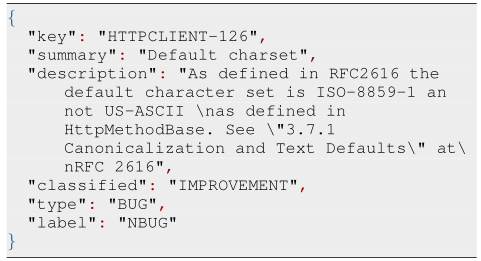 {
"key": "HTTPCLIENT-126",
"summary": "Default charset",
"description": "As defined in RFC2616 the
default character set is ISO-8859-1 an
not US-ASCII \nas defined in
HttpMethodBase. See \"3.7.1
Canonicalization and Text Defaults\" at\
nRFC 2616",
"classified": "IMPROVEMENT",
"type": "BUG",
"label": "NBUG"
}